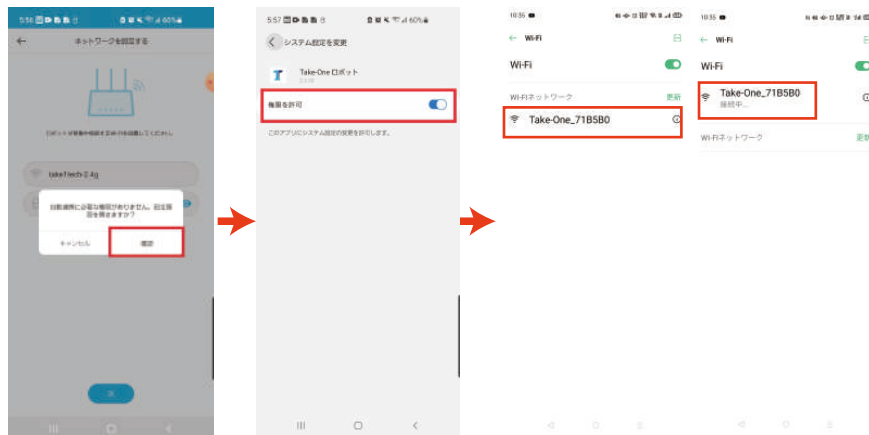 5:56
60%
ネットワークを設定する
take1tech-2.4g
自動連携に必要な権限がありません。設定画
面を開きますか?
キャンセル
確認
5:57
60%
システム設定を変更
Take-One ロボット
権限を許可
このアプリにシステム設定の変更を許可します。
10:35
Wi-Fi
Wi-Fi
Wi-Fiネットワーク 更新
Take-One_71B5B0
10:35
Wi-Fi
Wi-Fi
Take-One_71B5B0
接続中...
Wi-Fiネットワーク 更新